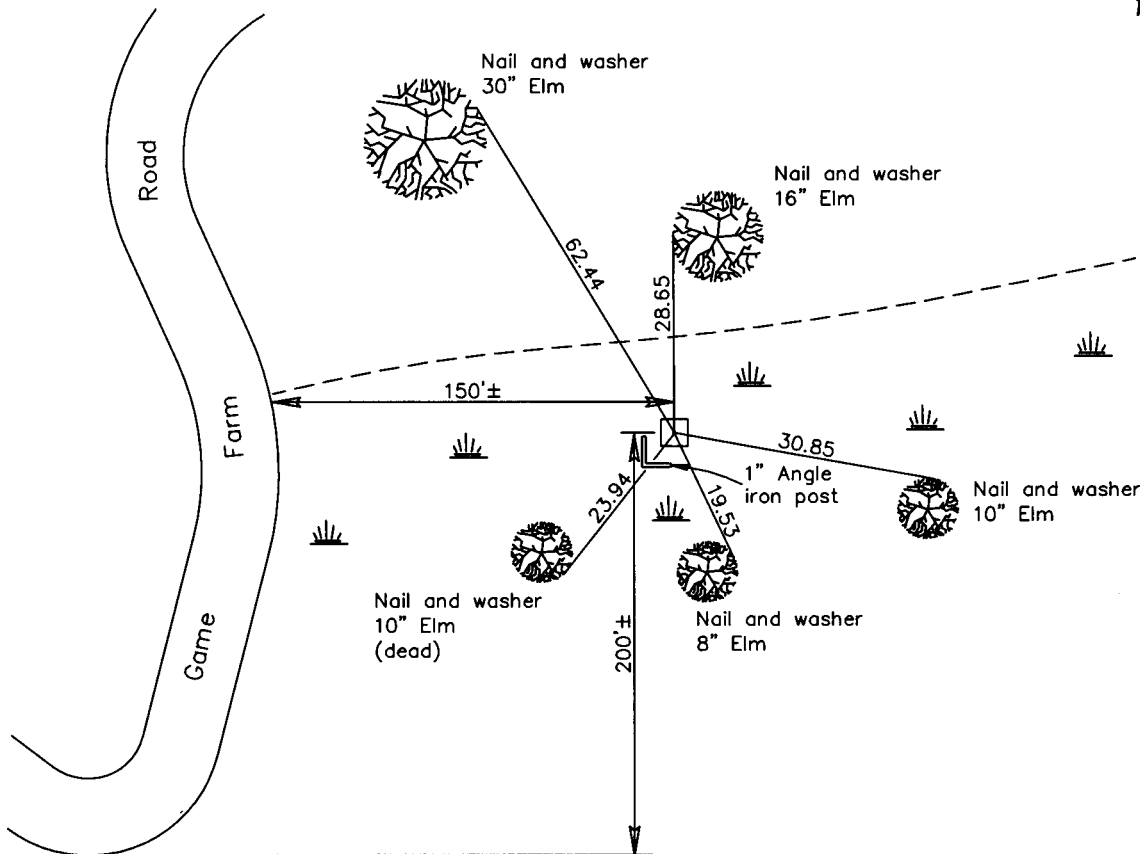 Nail and washer
30" Elm
Nail and washer
16" Elm
Road
62.44
28.65
150'±
Farm
30.85
1" Angle
iron post
Nail and washer
10" Elm
23.94
19.53
Nail and washer
10" Elm
(dead)
Nail and washer
8" Elm
200'±
Game